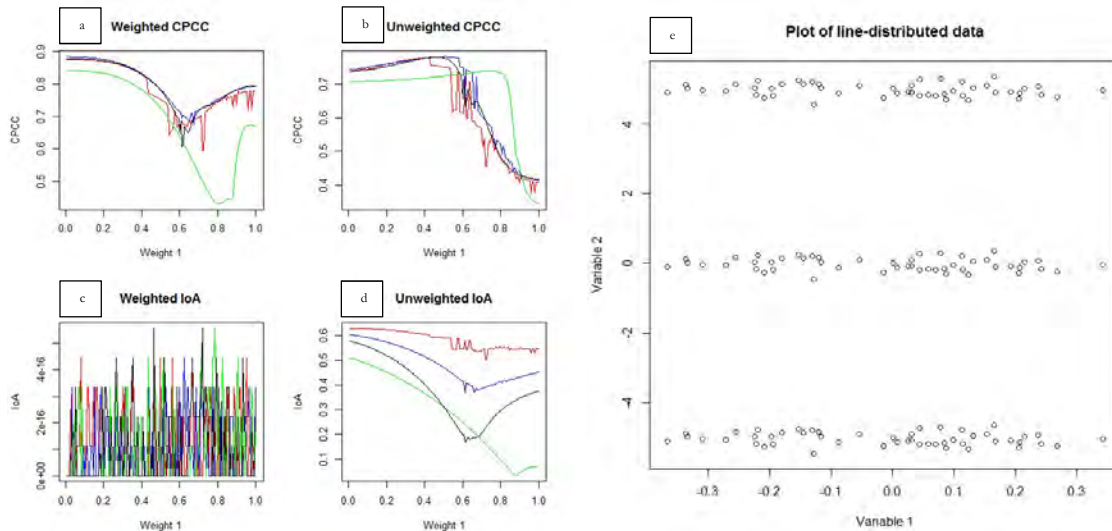 a
Weighted CPCC
CPCC
0.9
0.8
0.7
0.6
0.5
0.0 0.2 0.4 0.6 0.8 1.0
Weight 1
b
Unweighted CPCC
CPCC
0.7
0.6
0.5
0.4
0.0 0.2 0.4 0.6 0.8 1.0
Weight 1
c
Weighted IoA
IoA
4e-16
2e-16
0e+00
0.0 0.2 0.4 0.6 0.8 1.0
Weight 1
d
Unweighted IoA
IoA
0.6
0.5
0.4
0.3
0.2
0.1
0.0 0.2 0.4 0.6 0.8 1.0
Weight 1
e
Plot of line-distributed data
Variable 2
4
2
0
-2
-4
-0.3 -0.2 -0.1 0.0 0.1 0.2 0.3
Variable 1